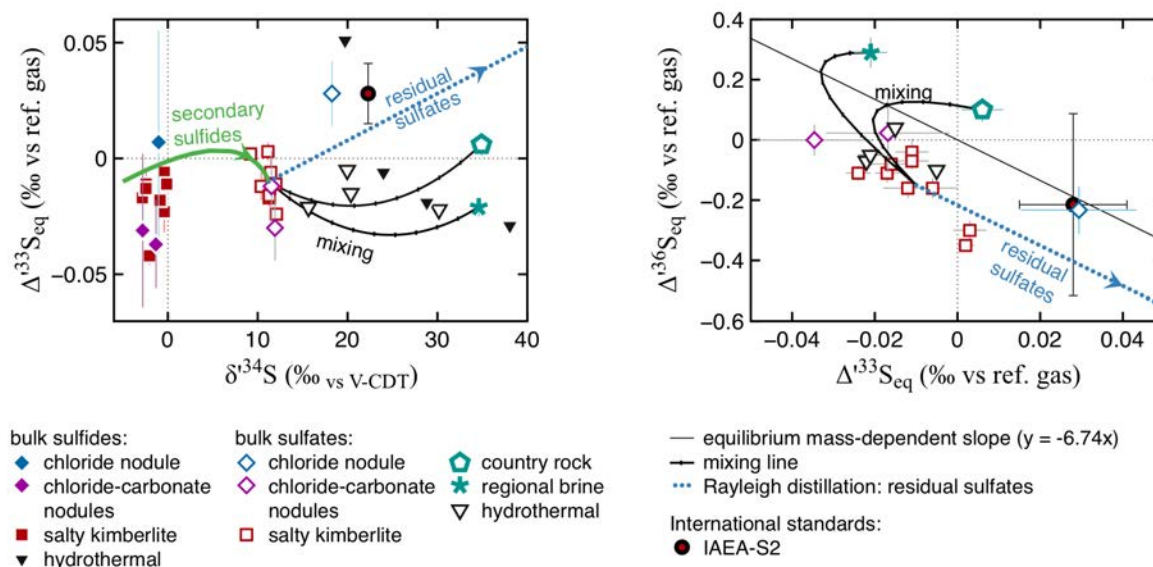 0.05
0
−0.05
Δ'³³S_eq (‰ vs ref. gas)
secondary
sulfides
residual
sulfates
mixing
0 10 20 30 40
δ'³⁴S (‰ vs V-CDT)
0.4
0.2
0
−0.2
−0.4
−0.6
Δ'³⁶S_eq (‰ vs ref. gas)
mixing
residual
sulfates
−0.04 −0.02 0 0.02 0.04
Δ'³³S_eq (‰ vs ref. gas)
bulk sulfides:
chloride nodule
chloride-carbonate
nodules
salty kimberlite
hydrothermal
bulk sulfates:
chloride nodule
chloride-carbonate
nodules
salty kimberlite
country rock
regional brine
hydrothermal
equilibrium mass-dependent slope (y = -6.74x)
mixing line
Rayleigh distillation: residual sulfates
International standards:
IAEA-S2